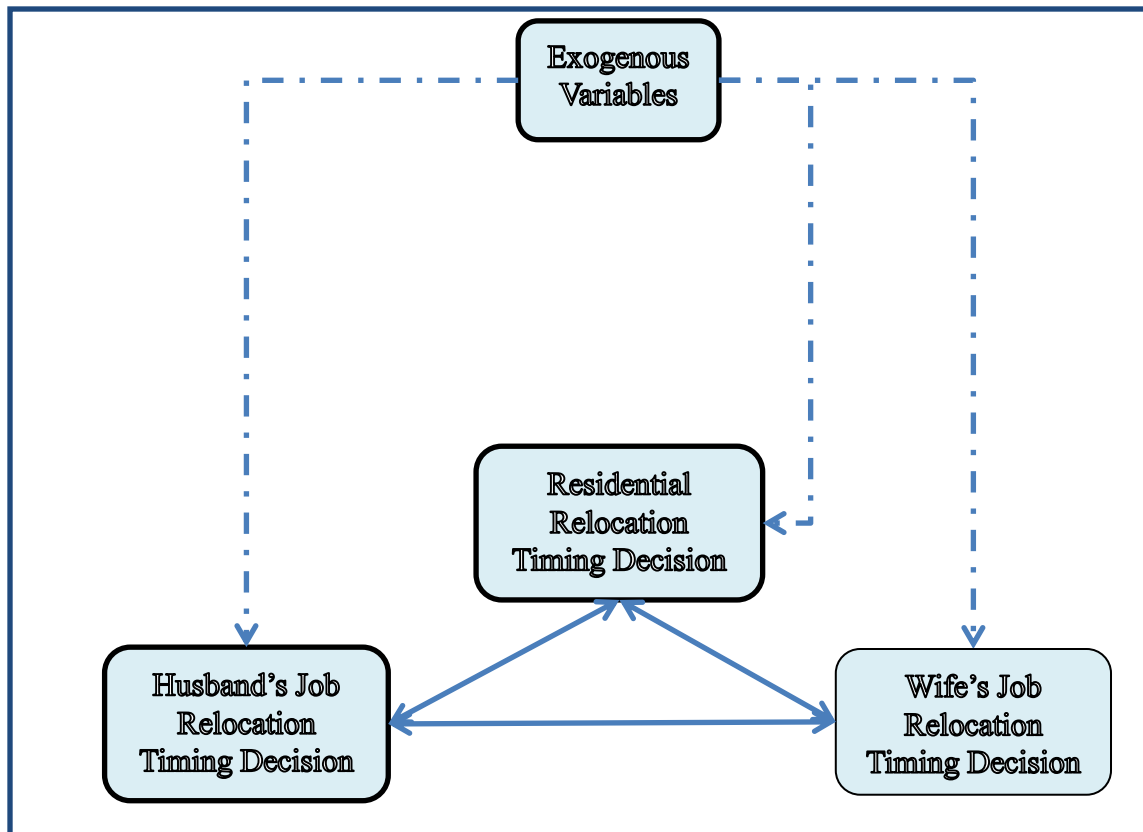 Exogenous
Variables
Residential
Relocation
Timing Decision
Husband’s Job
Relocation
Timing Decision
Wife’s Job
Relocation
Timing Decision